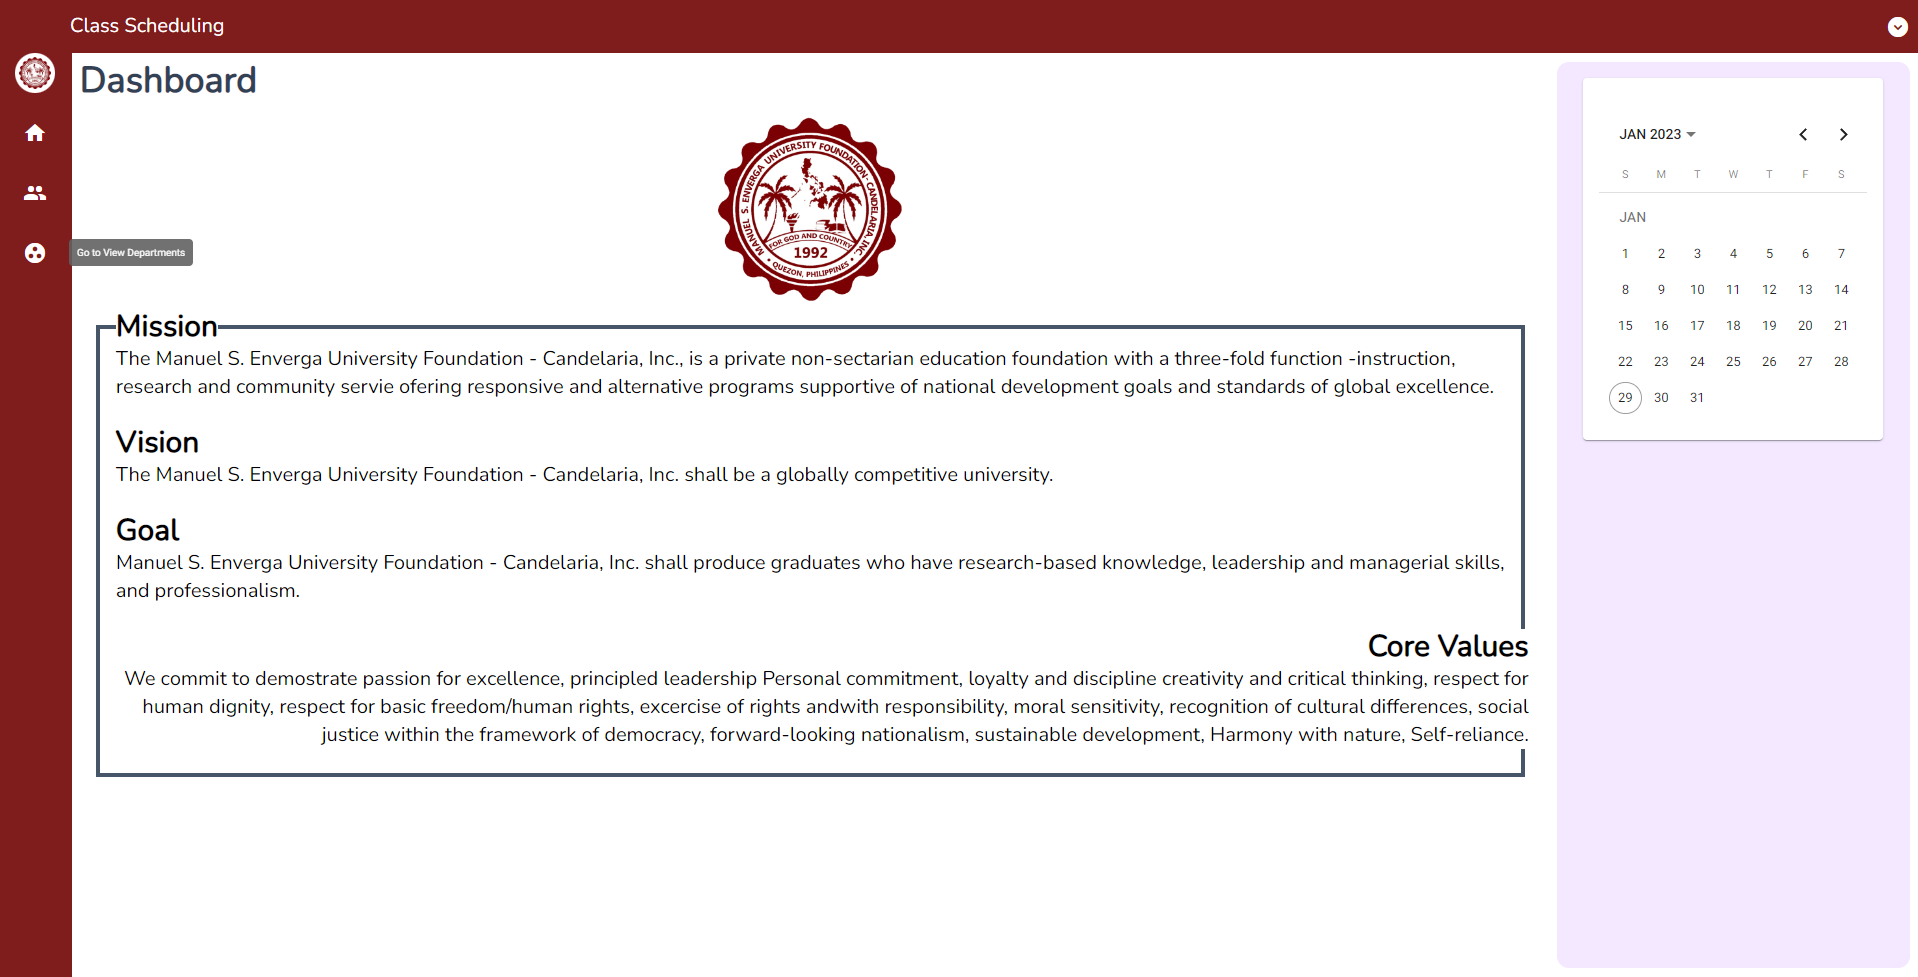 Class Scheduling
Dashboard
MANUEL S. ENVERGA UNIVERSITY FOUNDATION - CANDELARIA, INC
FOR GOD AND COUNTRY
1992
• QUEZON, PHILIPPINES •
Go to View Departments
Mission
The Manuel S. Enverga University Foundation - Candelaria, Inc., is a private non-sectarian education foundation with a three-fold function -instruction,
research and community servie ofering responsive and alternative programs supportive of national development goals and standards of global excellence.
Vision
The Manuel S. Enverga University Foundation - Candelaria, Inc. shall be a globally competitive university.
Goal
Manuel S. Enverga University Foundation - Candelaria, Inc. shall produce graduates who have research-based knowledge, leadership and managerial skills,
and professionalism.
Core Values
We commit to demostrate passion for excellence, principled leadership Personal commitment, loyalty and discipline creativity and critical thinking, respect for
human dignity, respect for basic freedom/human rights, excercise of rights andwith responsibility, moral sensitivity, recognition of cultural differences, social
justice within the framework of democracy, forward-looking nationalism, sustainable development, Harmony with nature, Self-reliance.
JAN 2023
S M T W T F S
JAN
1 2 3 4 5 6 7
8 9 10 11 12 13 14
15 16 17 18 19 20 21
22 23 24 25 26 27 28
29 30 31